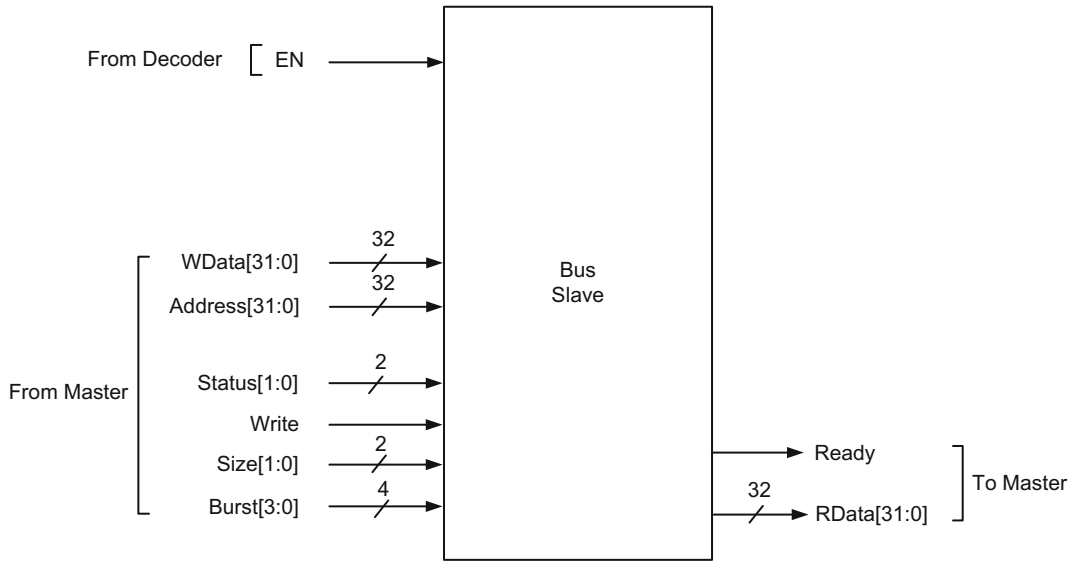 From Decoder
EN
32
WData[31:0]
32
Address[31:0]
2
Status[1:0]
From Master
Write
2
Size[1:0]
4
Burst[3:0]
Bus
Slave
Ready
32
RData[31:0]
To Master